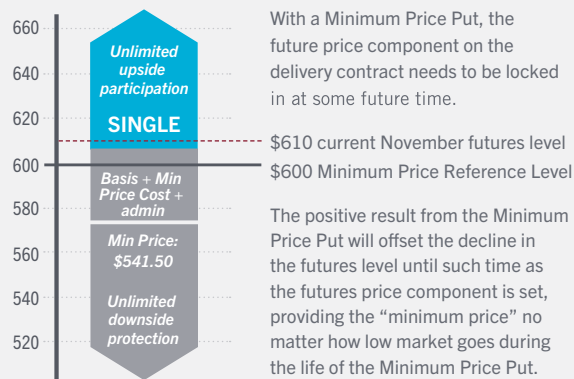 660
640
620
600
580
560
540
520
Unlimited
upside
participation
SINGLE
Basis + Min
Price Cost +
admin
Min Price:
$541.50
Unlimited
downside
protection
With a Minimum Price Put, the
future price component on the
delivery contract needs to be locked
in at some future time.
$610 current November futures level
$600 Minimum Price Reference Level
The positive result from the Minimum
Price Put will offset the decline in
the futures level until such time as
the futures price component is set,
providing the “minimum price” no
matter how low market goes during
the life of the Minimum Price Put.